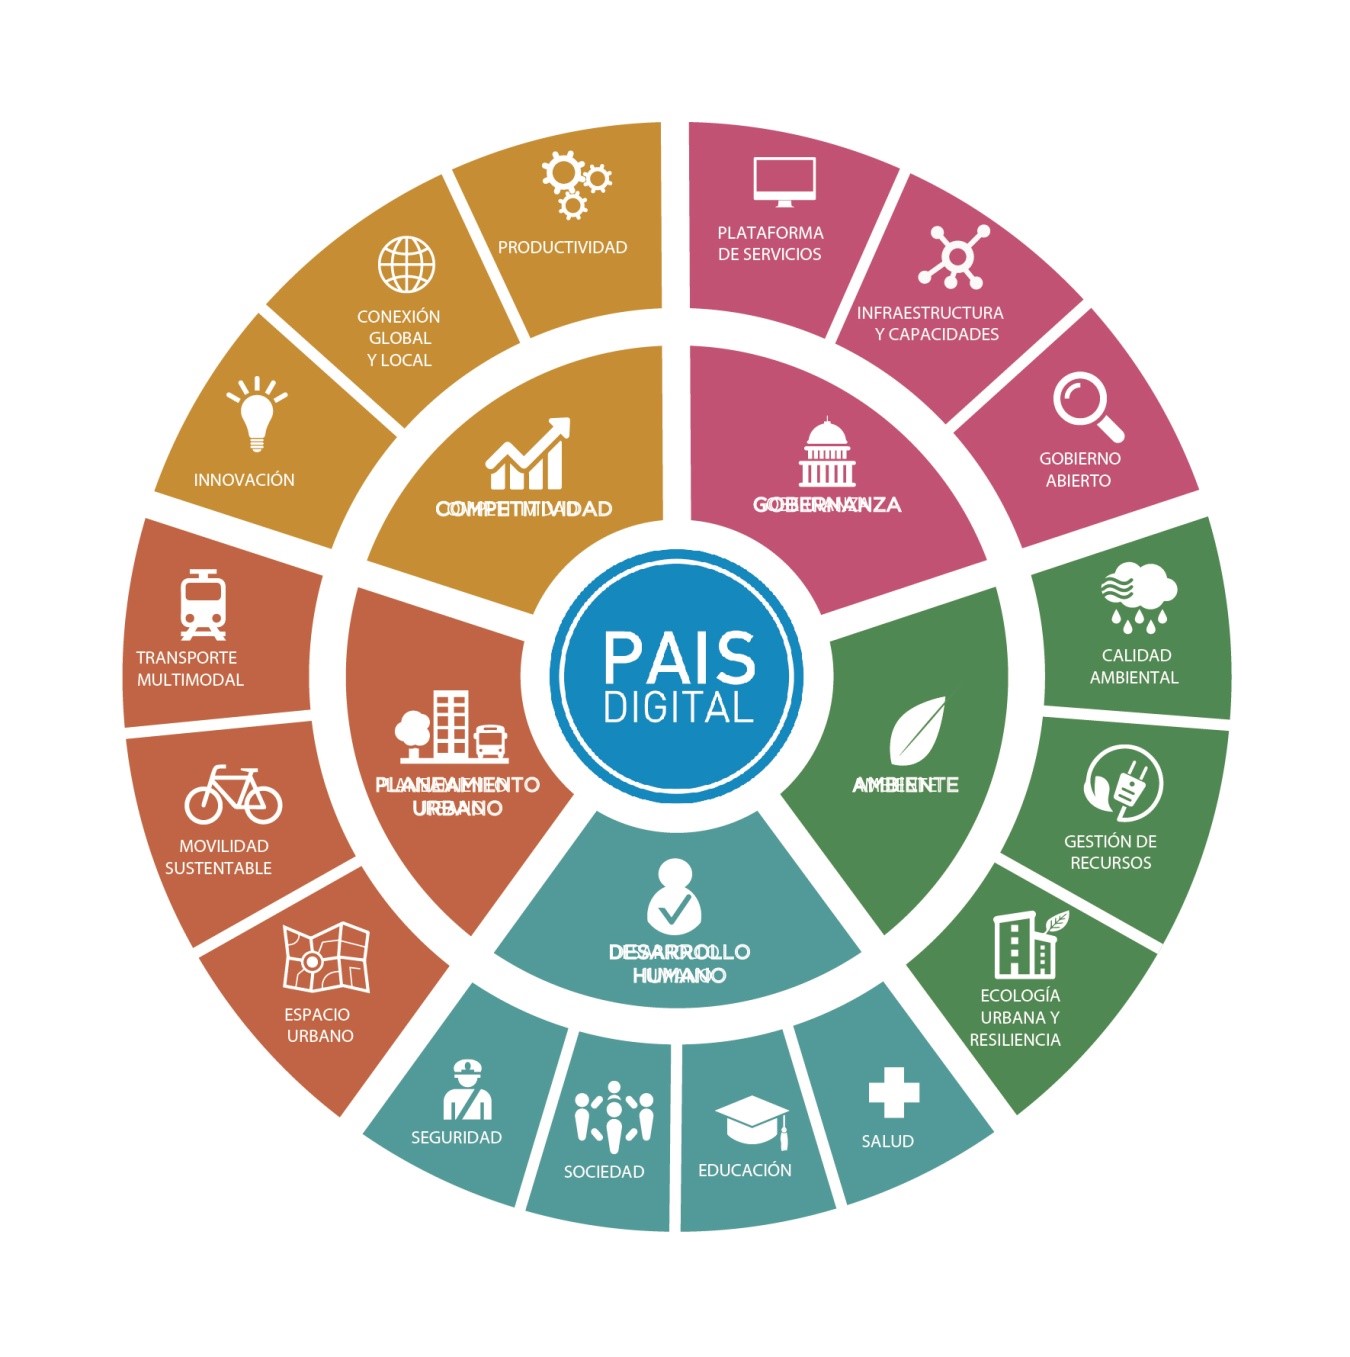 PRODUCTIVIDAD
PLATAFORMA
DE SERVICIOS
CONEXIÓN
GLOBAL
Y LOCAL
INFRAESTRUCTURA
Y CAPACIDADES
INNOVACIÓN
GOBIERNO
ABIERTO
COMPETITIVIDAD
GOBERNANZA
TRANSPORTE
MULTIMODAL
PAIS
DIGITAL
CALIDAD
AMBIENTAL
PLANEAMIENTO
URBANO
AMBIENTE
MOVILIDAD
SUSTENTABLE
GESTIÓN DE
RECURSOS
DESARROLLO
HUMANO
ESPACIO
URBANO
ECOLOGÍA
URBANA Y
RESILIENCIA
SEGURIDAD
SOCIEDAD
EDUCACIÓN
SALUD